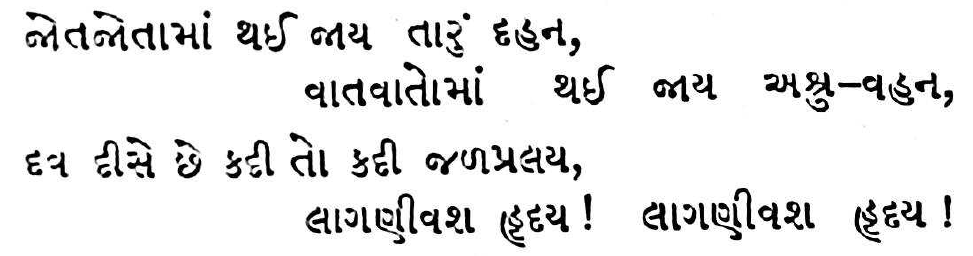 જોતજોતામાં થઈ જાય તારું દહન,
વાતવાતોમાં થઈ જાય અશ્રુ–વહન,
દવ દીસે છે કદી તો કદી જળપ્રલય,
લાગણીવશ હૃદય ! લાગણીવશ હૃદય !